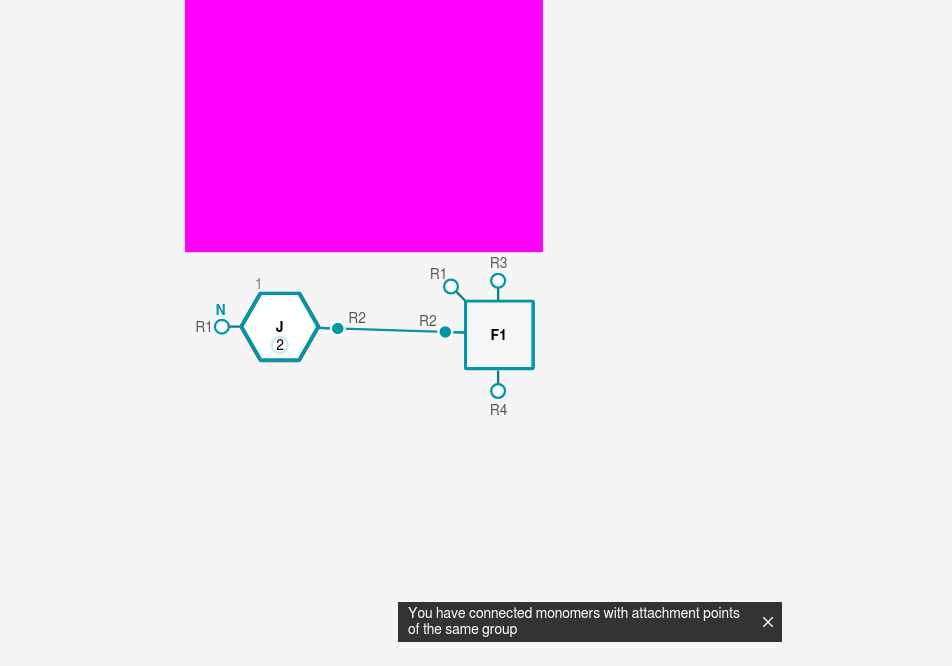 R3
R1
1
N
R2
R2
R1
J
F1
2
R4
You have connected monomers with attachment points
of the same group